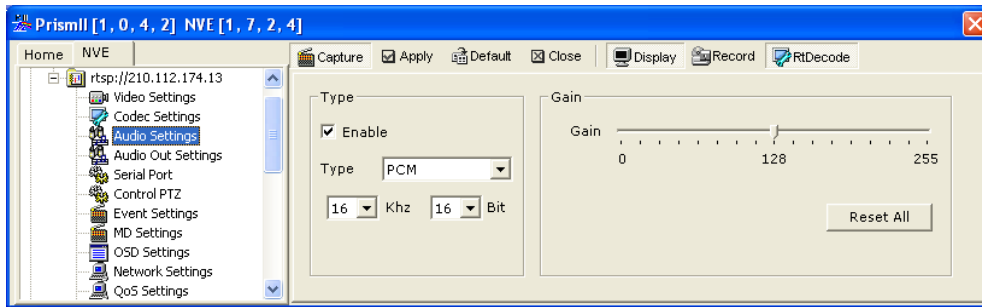 PrismII [1, 0, 4, 2]  NVE [1, 7, 2, 4]
Home NVE
Capture Apply Default Close Display Record RtDecode
rtsp://210.112.174.13
Video Settings
Codec Settings
Audio Settings
Audio Out Settings
Serial Port
Control PTZ
Event Settings
MD Settings
OSD Settings
Network Settings
QoS Settings
Type
Enable
Type PCM
16 Khz 16 Bit
Gain
Gain
0 128 255
Reset All